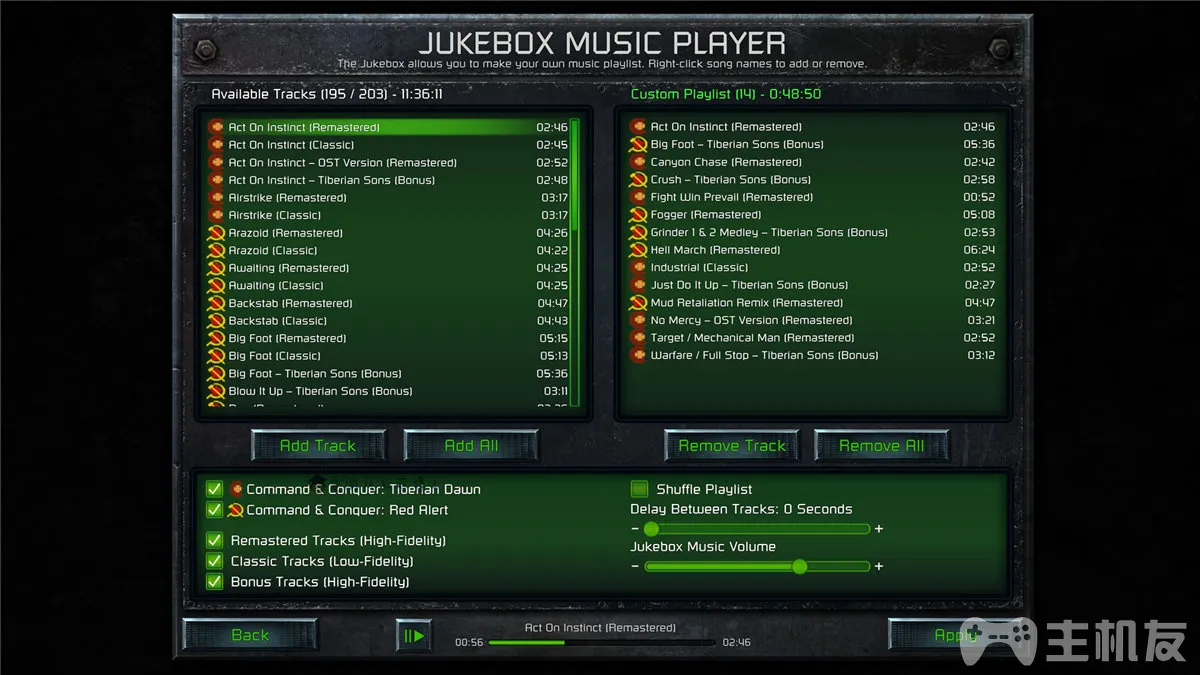 JUKEBOX MUSIC PLAYER
The Jukebox allows you to make your own music playlist. Right-click song names to add or remove.
Available Tracks (195 / 203) - 11:36:11
Act On Instinct (Remastered) 02:46
Act On Instinct (Classic) 02:45
Act On Instinct – OST Version (Remastered) 02:52
Act On Instinct – Tiberian Sons (Bonus) 02:48
Airstrike (Remastered) 03:17
Airstrike (Classic) 03:17
Arazoid (Remastered) 04:26
Arazoid (Classic) 04:22
Awaiting (Remastered) 04:25
Awaiting (Classic) 04:25
Backstab (Remastered) 04:47
Backstab (Classic) 04:43
Big Foot (Remastered) 05:15
Big Foot (Classic) 05:13
Big Foot – Tiberian Sons (Bonus) 05:36
Blow It Up – Tiberian Sons (Bonus) 03:11
Custom Playlist (14) - 0:48:50
Act On Instinct (Remastered) 02:46
Big Foot – Tiberian Sons (Bonus) 05:36
Canyon Chase (Remastered) 02:42
Crush – Tiberian Sons (Bonus) 02:58
Fight Win Prevail (Remastered) 00:52
Fogger (Remastered) 05:08
Grinder 1 & 2 Medley – Tiberian Sons (Bonus) 02:53
Hell March (Remastered) 06:24
Industrial (Classic) 02:52
Just Do It Up – Tiberian Sons (Bonus) 02:27
Mud Retaliation Remix (Remastered) 04:47
No Mercy – OST Version (Remastered) 03:21
Target / Mechanical Man (Remastered) 02:52
Warfare / Full Stop – Tiberian Sons (Bonus) 03:12
Add Track Add All Remove Track Remove All
Command & Conquer: Tiberian Dawn
Command & Conquer: Red Alert
Remastered Tracks (High-Fidelity)
Classic Tracks (Low-Fidelity)
Bonus Tracks (High-Fidelity)
Shuffle Playlist
Delay Between Tracks: 0 Seconds
- +
Jukebox Music Volume
- +
Back
Act On Instinct (Remastered)
00:56 02:46
Apply
主机友